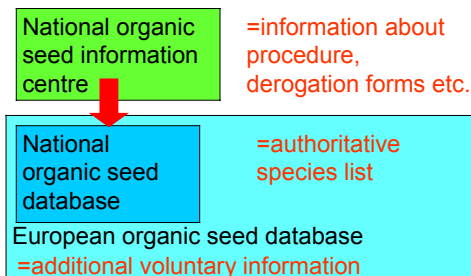 National organic
seed information
centre
=information about
procedure,
derogation forms etc.
National
organic seed
database
=authoritative
species list
European organic seed database
=additional voluntary information